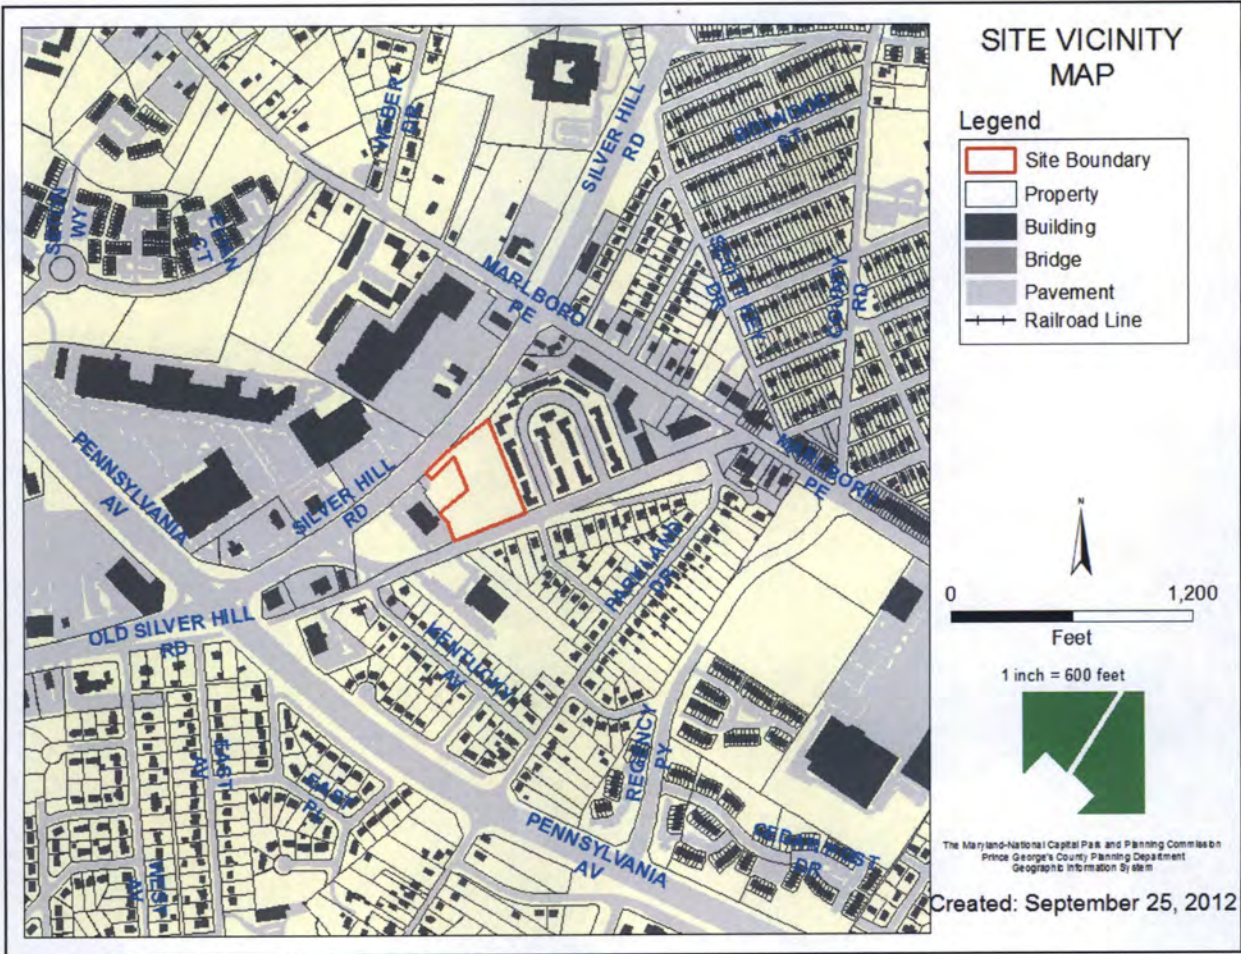 SITE VICINITY
MAP
Legend
Site Boundary
Property
Building
Bridge
Pavement
Railroad Line
WEBER
DR
SILVER HILL
RD
ST
WY
CT
MARLBORO
PE
SCOTT KEY
DR
COUNTY
RD
PENNSYLVANIA
AV
SILVER HILL
RD
MARLBORO
PE
PARKLAND
DR
OLD SILVER HILL
RD
KENTUCKY
AV
REGENCY
PY
EAST
AV
EAST
PL
WEST
AV
PENNSYLVANIA
AV
DR
N
0 1,200
Feet
1 inch = 600 feet
The Maryland-National Capital Park and Planning Commission
Prince George's County Planning Department
Geographic Information System
Created: September 25, 2012